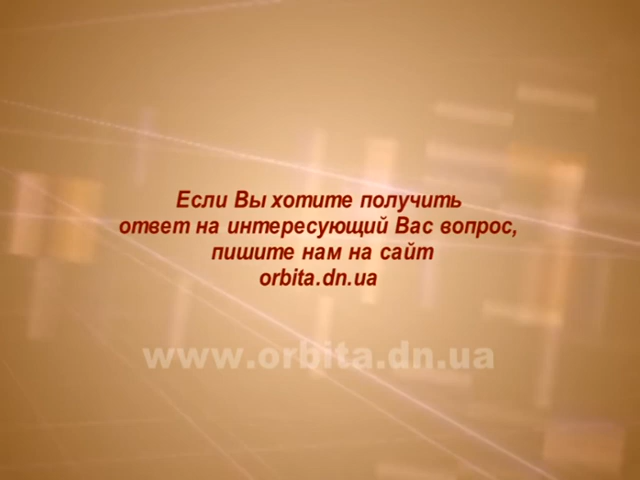 Если Вы хотите получить
ответ на интересующий Вас вопрос,
пишите нам на сайт
orbita.dn.ua
www.orbita.dn.ua